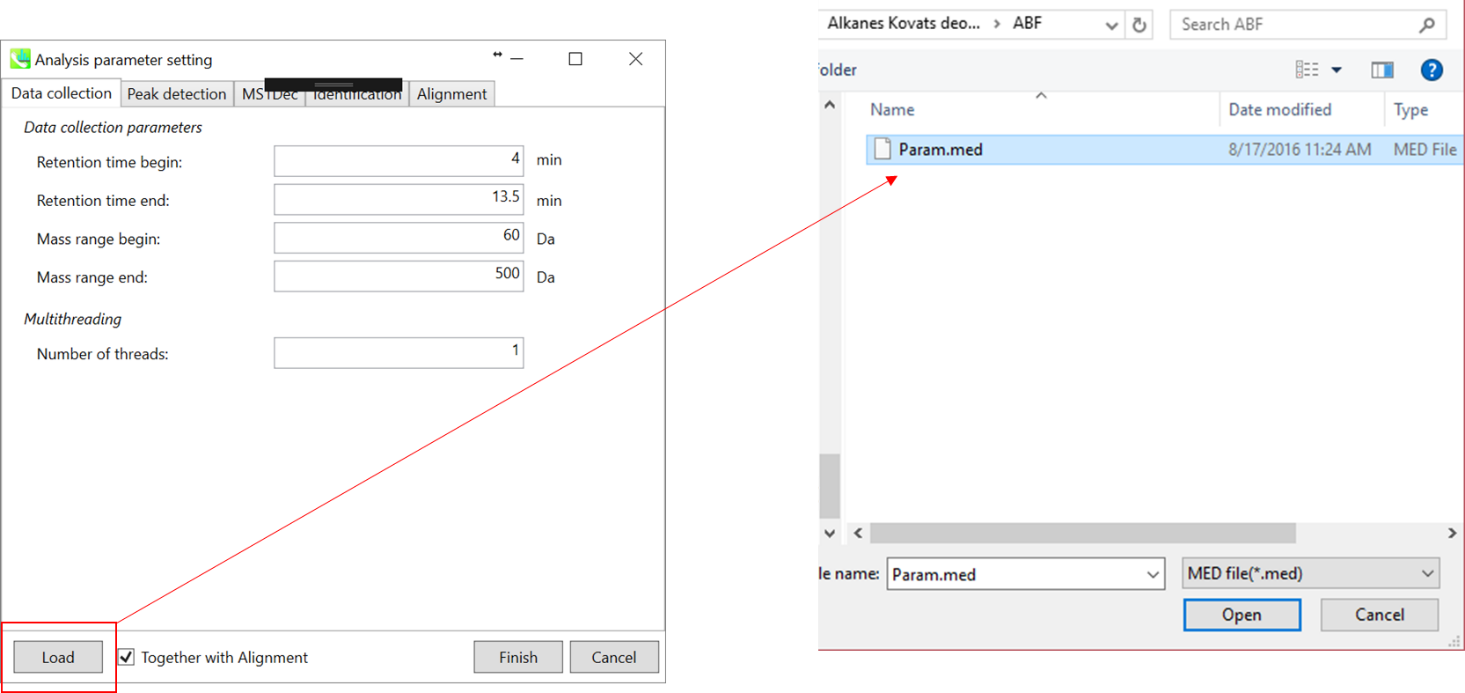 Analysis parameter setting
Data collection Peak detection MS1Dec Identification Alignment
Data collection parameters
Retention time begin: 4 min
Retention time end: 13.5 min
Mass range begin: 60 Da
Mass range end: 500 Da
Multithreading
Number of threads: 1
Load Together with Alignment Finish Cancel
Alkanes Kovats deo... > ABF Search ABF
older
Name Date modified Type
Param.med 8/17/2016 11:24 AM MED File
le name: Param.med MED file(*.med)
Open Cancel